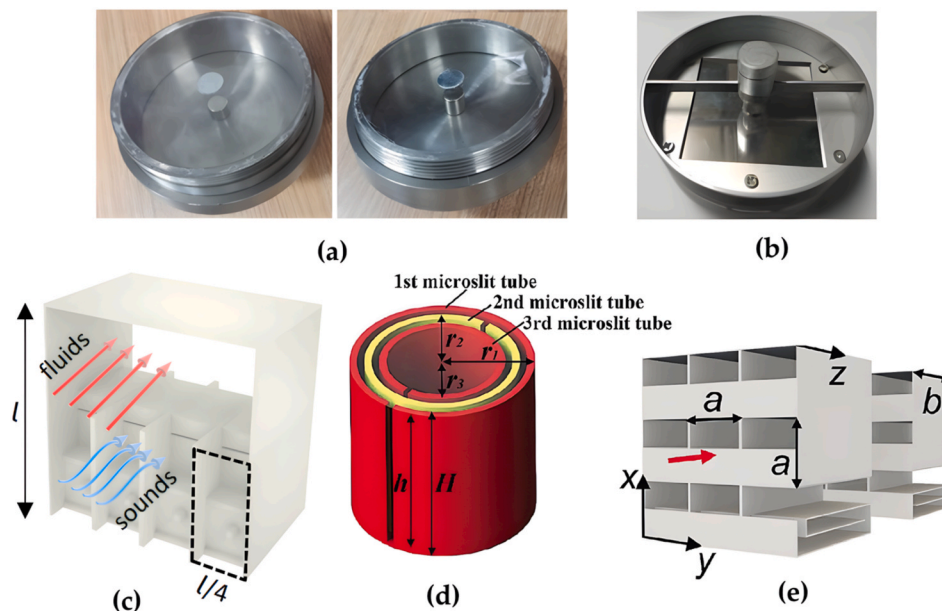 (a)
(b)
l
fluids
sounds
l/4
(c)
1st microslit tube
2nd microslit tube
3rd microslit tube
r2
r1
r3
h
H
(d)
z
b
a
a
x
y
(e)